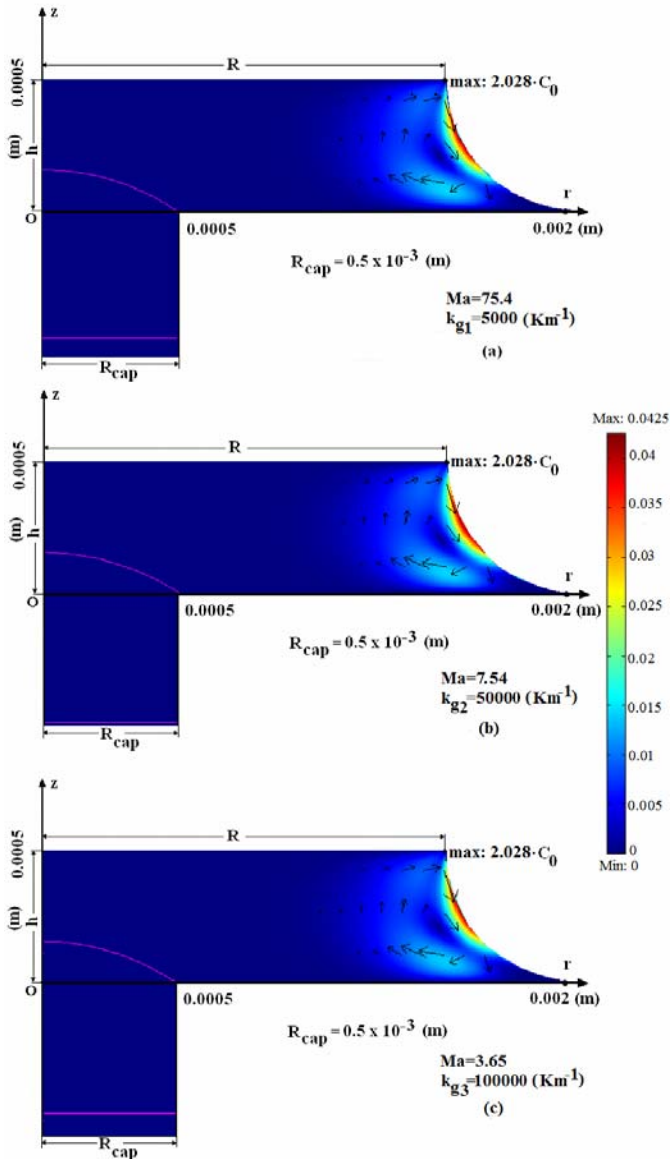 z
R
0.0005
(m)
h
max: 2.028·C0
O
r
0.0005
0.002 (m)
Rcap = 0.5 x 10⁻³ (m)
Ma=75.4
kg1=5000 (Km⁻¹)
Rcap
(a)
z
R
0.0005
(m)
h
max: 2.028·C0
O
r
0.0005
0.002 (m)
Rcap = 0.5 x 10⁻³ (m)
Ma=7.54
kg2=50000 (Km⁻¹)
Rcap
(b)
Max: 0.0425
0.04
0.035
0.03
0.025
0.02
0.015
0.01
0.005
0
Min: 0
z
R
0.0005
(m)
h
max: 2.028·C0
O
r
0.0005
0.002 (m)
Rcap = 0.5 x 10⁻³ (m)
Ma=3.65
kg3=100000 (Km⁻¹)
Rcap
(c)